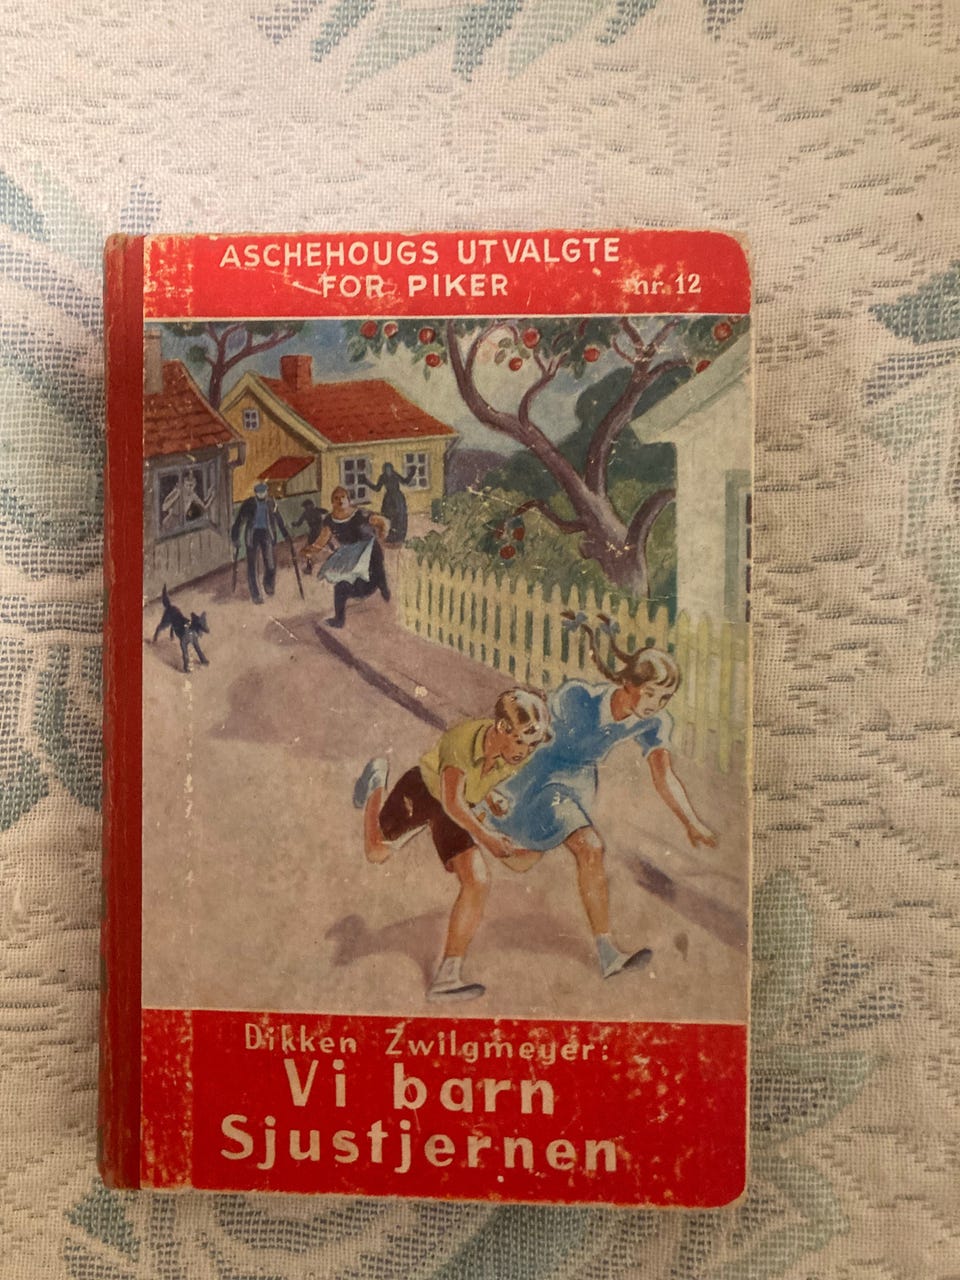 ASCHEHOUGS UTVALGTE
FOR PIKER
nr. 12
Dikken Zwilgmeyer:
Vi barn
Sjustjernen